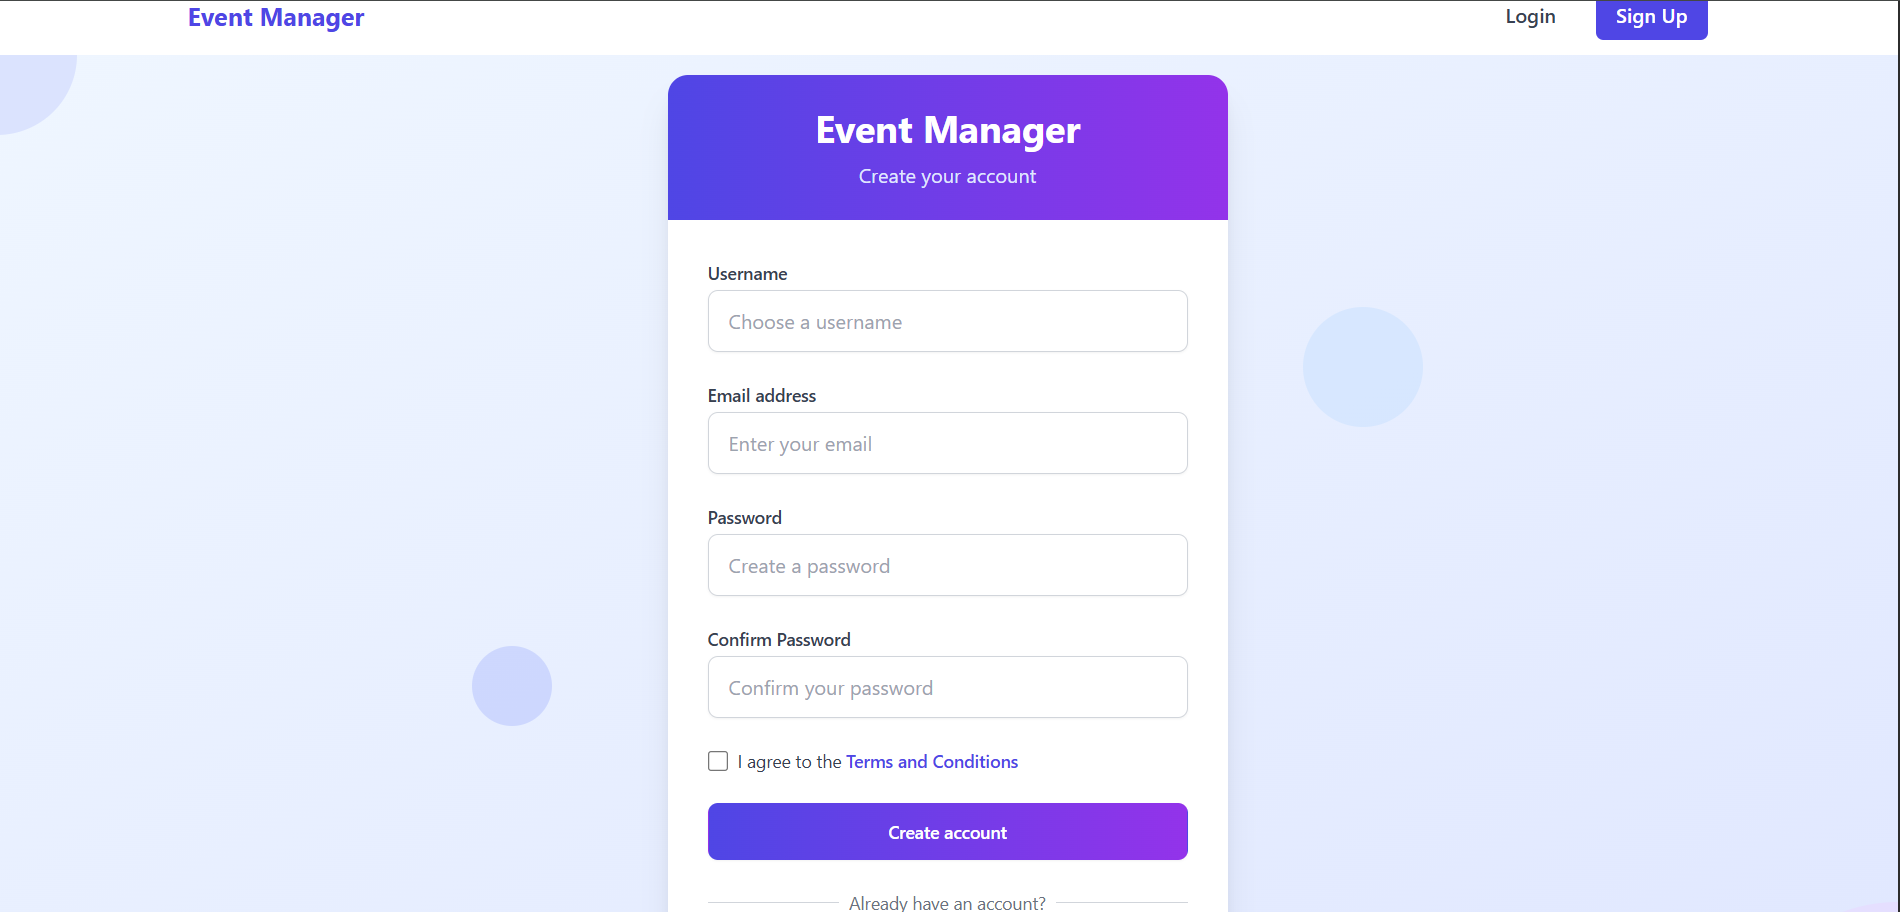 Event Manager
Login
Sign Up
Event Manager
Create your account
Username
Choose a username
Email address
Enter your email
Password
Create a password
Confirm Password
Confirm your password
I agree to the Terms and Conditions
Create account
Already have an account?